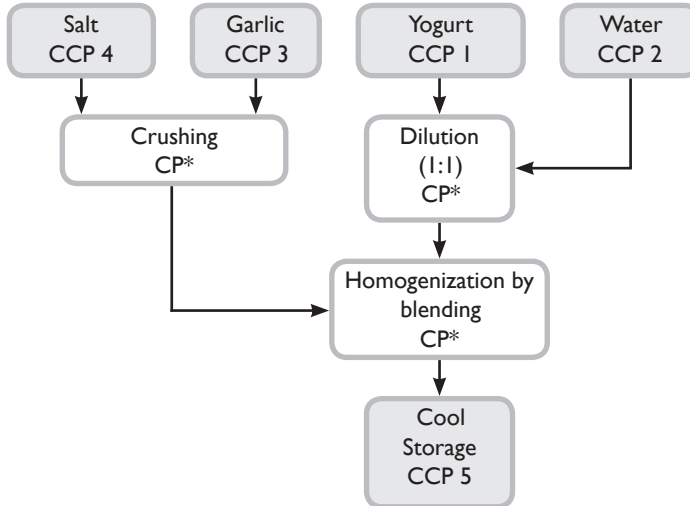 Salt
CCP 4
Garlic
CCP 3
Yogurt
CCP 1
Water
CCP 2
Crushing
CP*
Dilution
(1:1)
CP*
Homogenization by
blending
CP*
Cool
Storage
CCP 5